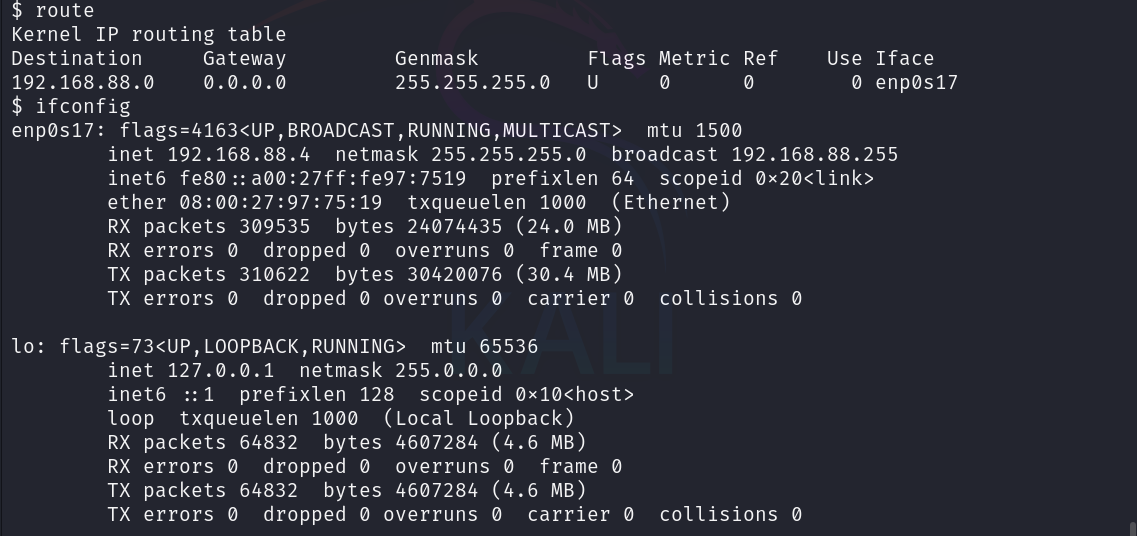 $ route
Kernel IP routing table
Destination     Gateway         Genmask         Flags Metric Ref    Use Iface
192.168.88.0    0.0.0.0         255.255.255.0   U     0      0        0 enp0s17
$ ifconfig
enp0s17: flags=4163<UP,BROADCAST,RUNNING,MULTICAST>  mtu 1500
        inet 192.168.88.4  netmask 255.255.255.0  broadcast 192.168.88.255
        inet6 fe80::a00:27ff:fe97:7519  prefixlen 64  scopeid 0x20<link>
        ether 08:00:27:97:75:19  txqueuelen 1000  (Ethernet)
        RX packets 309535  bytes 24074435 (24.0 MB)
        RX errors 0  dropped 0  overruns 0  frame 0
        TX packets 310622  bytes 30420076 (30.4 MB)
        TX errors 0  dropped 0 overruns 0  carrier 0  collisions 0

lo: flags=73<UP,LOOPBACK,RUNNING>  mtu 65536
        inet 127.0.0.1  netmask 255.0.0.0
        inet6 ::1  prefixlen 128  scopeid 0x10<host>
        loop  txqueuelen 1000  (Local Loopback)
        RX packets 64832  bytes 4607284 (4.6 MB)
        RX errors 0  dropped 0  overruns 0  frame 0
        TX packets 64832  bytes 4607284 (4.6 MB)
        TX errors 0  dropped 0 overruns 0  carrier 0  collisions 0
KALI